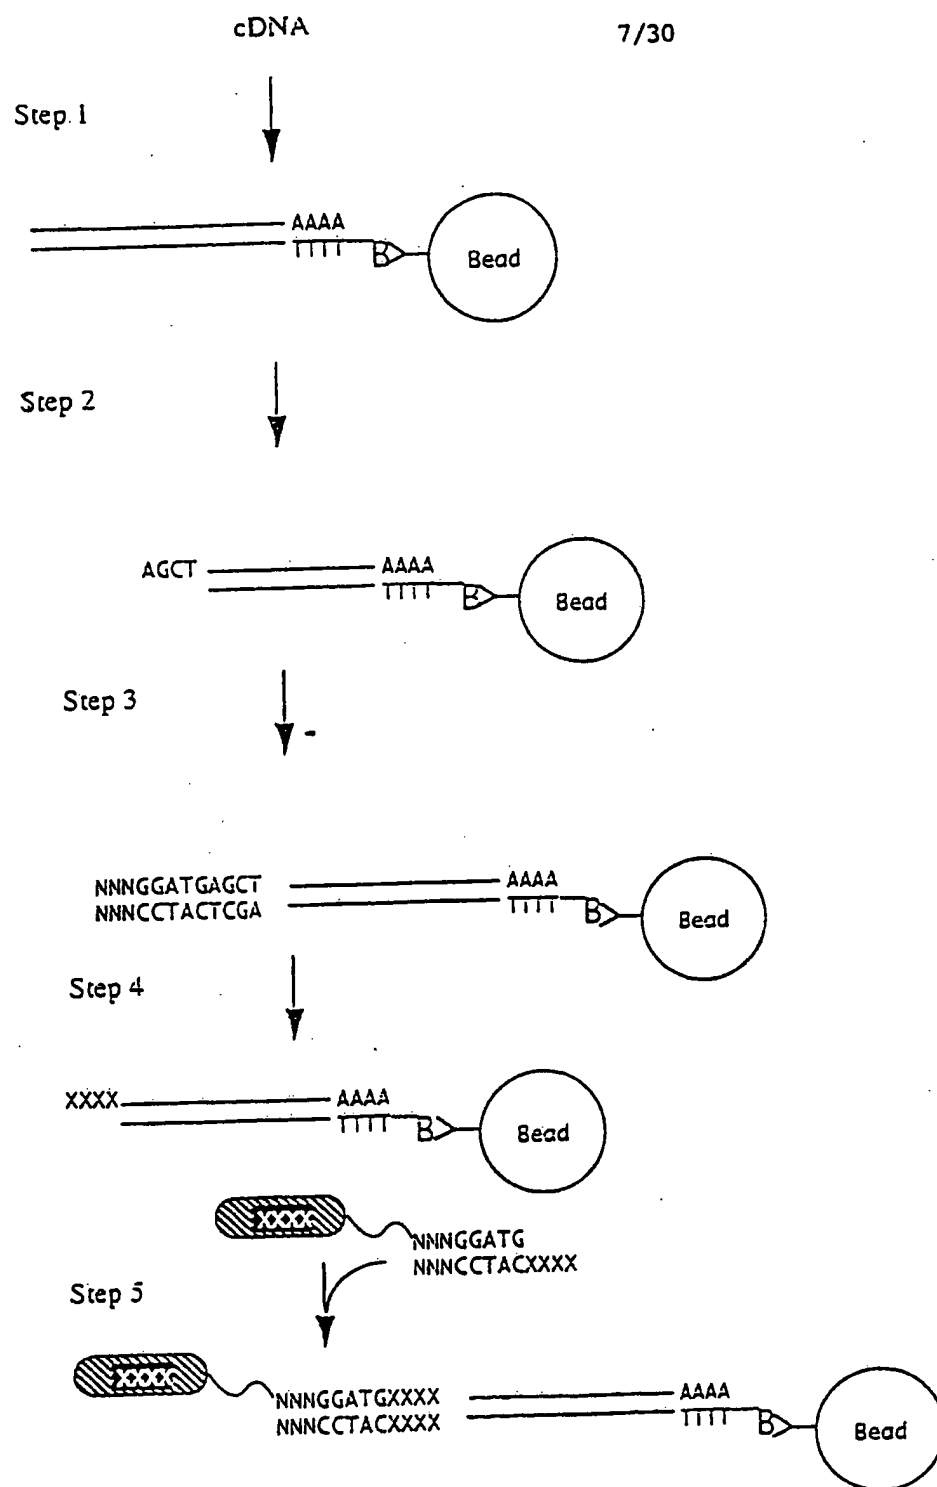 cDNA
7/30
Step 1
AAAA
TTTT
B
Bead
Step 2
AGCT
AAAA
TTTT
B
Bead
Step 3
NNNGGATGAGCT
NNNCCTACTCGA
AAAA
TTTT
B
Bead
Step 4
XXXX
AAAA
TTTT
B
Bead
XXXX
NNNGGATG
NNNCCTACXXXX
Step 5
XXXX
NNNGGATGXXXX
NNNCCTACXXXX
AAAA
TTTT
B
Bead